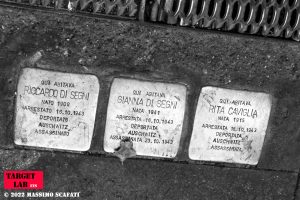 QUI ABITAVA
RICCARDO DI SEGNI
NATO
ARRESTATO 16.10.1943
DEPORTATO
AUSCHWITZ
ASSASSINATO
QUI ABITAVA
GIANNA DI SEGNI
NATA 1941
ARRESTATA 16.10.1943
DEPORTATA
AUSCHWITZ
ASSASSINATA 23.10.1943
QUI ABITAVA
RITA CAVIGLIA
NATA 1915
ARRESTATA 16.10.1943
DEPORTATA
AUSCHWITZ
ASSASSINATA
TARGET
LAB
© 2022 MASSIMO SCAFATI